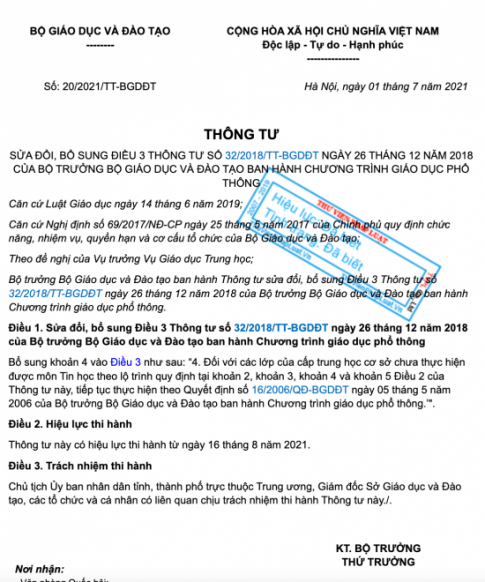 BỘ GIÁO DỤC VÀ ĐÀO TẠO
--------
CỘNG HÒA XÃ HỘI CHỦ NGHĨA VIỆT NAM
Độc lập - Tự do - Hạnh phúc
---------------
Số: 20/2021/TT-BGDĐT
Hà Nội, ngày 01 tháng 7 năm 2021
THÔNG TƯ
SỬA ĐỔI, BỔ SUNG ĐIỀU 3 THÔNG TƯ SỐ 32/2018/TT-BGDĐT NGÀY 26 THÁNG 12 NĂM 2018
CỦA BỘ TRƯỞNG BỘ GIÁO DỤC VÀ ĐÀO TẠO BAN HÀNH CHƯƠNG TRÌNH GIÁO DỤC PHỔ
THÔNG
Căn cứ Luật Giáo dục ngày 14 tháng 6 năm 2019;
Căn cứ Nghị định số 69/2017/NĐ-CP ngày 25 tháng 5 năm 2017 của Chính phủ quy định chức
năng, nhiệm vụ, quyền hạn và cơ cấu tổ chức của Bộ Giáo dục và Đào tạo;
Theo đề nghị của Vụ trưởng Vụ Giáo dục Trung học;
Bộ trưởng Bộ Giáo dục và Đào tạo ban hành Thông tư sửa đổi, bổ sung Điều 3 Thông tư số
32/2018/TT-BGDĐT ngày 26 tháng 12 năm 2018 của Bộ trưởng Bộ Giáo dục và Đào tạo ban hành
Chương trình giáo dục phổ thông.
Điều 1. Sửa đổi, bổ sung Điều 3 Thông tư số 32/2018/TT-BGDĐT ngày 26 tháng 12 năm 2018
của Bộ trưởng Bộ Giáo dục và Đào tạo ban hành Chương trình giáo dục phổ thông
Bổ sung khoản 4 vào Điều 3 như sau: "4. Đối với các lớp của cấp trung học cơ sở chưa thực hiện
được môn Tin học theo lộ trình quy định tại khoản 2, khoản 3, khoản 4 và khoản 5 Điều 2 của
Thông tư này, tiếp tục thực hiện theo Quyết định số 16/2006/QĐ-BGDĐT ngày 05 tháng 5 năm
2006 của Bộ trưởng Bộ Giáo dục và Đào tạo ban hành Chương trình giáo dục phổ thông.'".
Điều 2. Hiệu lực thi hành
Thông tư này có hiệu lực thi hành từ ngày 16 tháng 8 năm 2021.
Điều 3. Trách nhiệm thi hành
Chủ tịch Ủy ban nhân dân tỉnh, thành phố trực thuộc Trung ương, Giám đốc Sở Giáo dục và Đào
tạo, các tổ chức và cá nhân có liên quan chịu trách nhiệm thi hành Thông tư này./.
KT. BỘ TRƯỞNG
THỨ TRƯỞNG
Nơi nhận:
THƯ VIỆN PHÁP LUẬT
Hiệu lực: Đã biết
Tình trạng: Đã biết